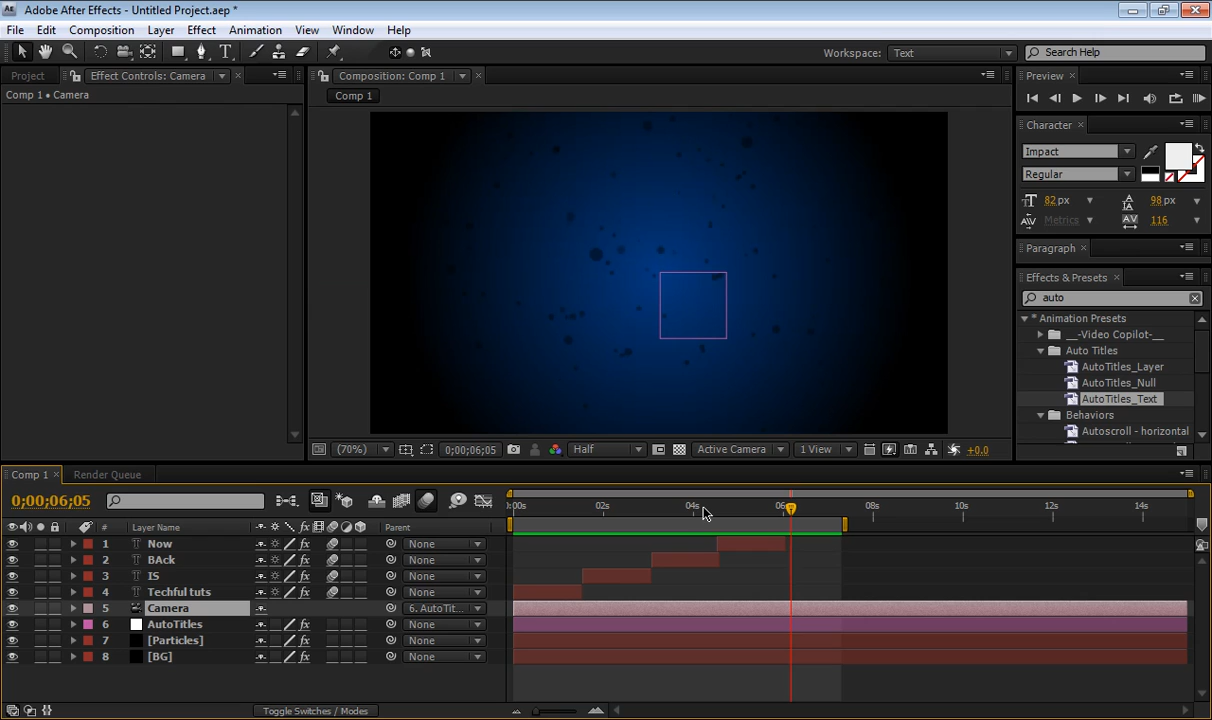 Adobe After Effects - Untitled Project.aep *
File Edit Composition Layer Effect Animation View Window Help
Workspace: Text Search Help
Project Effect Controls: Camera Composition: Comp 1 Preview
Comp 1 • Camera Comp 1
Character
Impact
Regular
82 px 98 px
Metrics 116
Paragraph
Effects & Presets
auto
* Animation Presets
__-Video Copilot-__
Auto Titles
AutoTitles_Layer
AutoTitles_Null
AutoTitles_Text
Behaviors
Autoscroll - horizontal
(70%) 0;00;06;05 Half Active Camera 1 View +0.0
Comp 1 Render Queue
0;00;06;05 :00s 02s 04s 06 08s 10s 12s 14s
# Layer Name Parent
1 T Now None
2 T BAck None
3 T IS None
4 T Techful tuts None
5 Camera 6. AutoTit...
6 AutoTitles None
7 [Particles] None
8 [BG] None
Toggle Switches / Modes